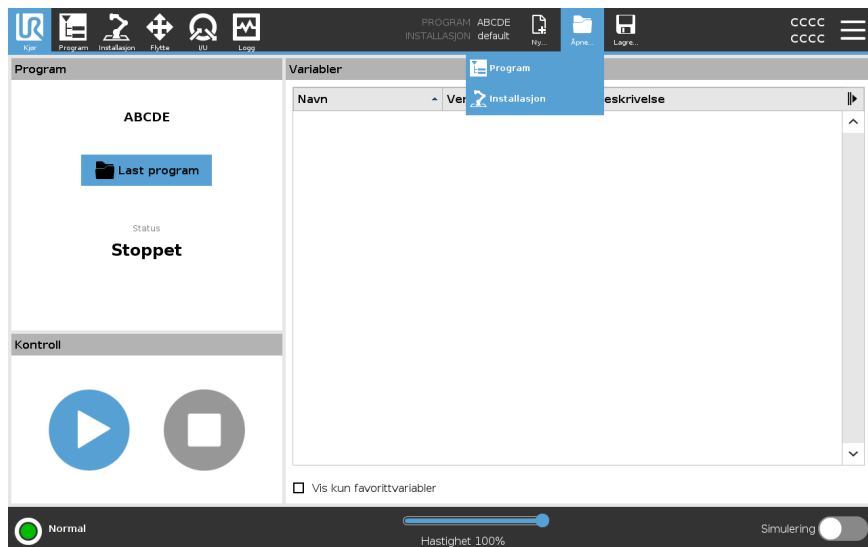 UR
Kjør
Program
Installasjon
Flytte
I/U
Logg
PROGRAM ABCDE
INSTALLASJON default
Ny...
Åpne...
Lagre...
CCCC
CCCC
Program
Installasjon
Program
ABCDE
Last program
Status
Stoppet
Variabler
Navn
Ver
eskrivelse
Vis kun favorittvariabler
Kontroll
Normal
Hastighet 100%
Simulering